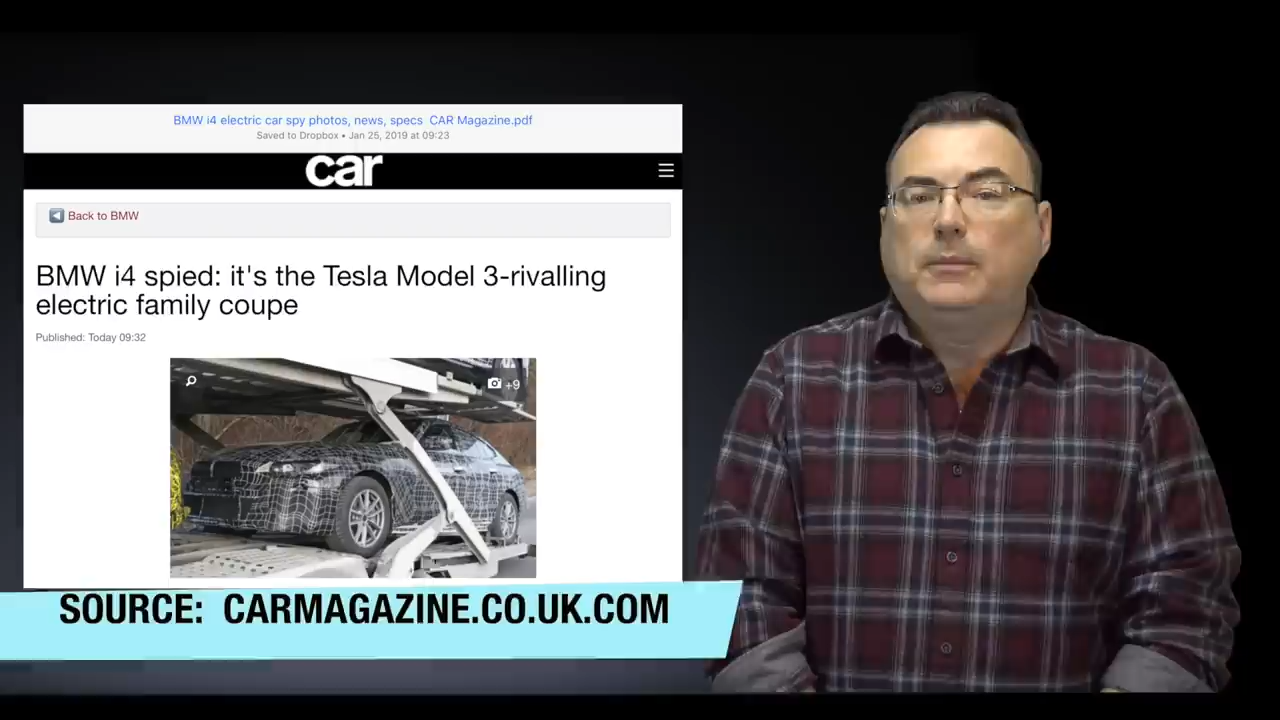 BMW i4 electric car spy photos, news, specs  CAR Magazine.pdf
Saved to Dropbox • Jan 25, 2019 at 09:23
car
Back to BMW
BMW i4 spied: it's the Tesla Model 3-rivalling
electric family coupe
Published: Today 09:32
+9
SOURCE:  CARMAGAZINE.CO.UK.COM